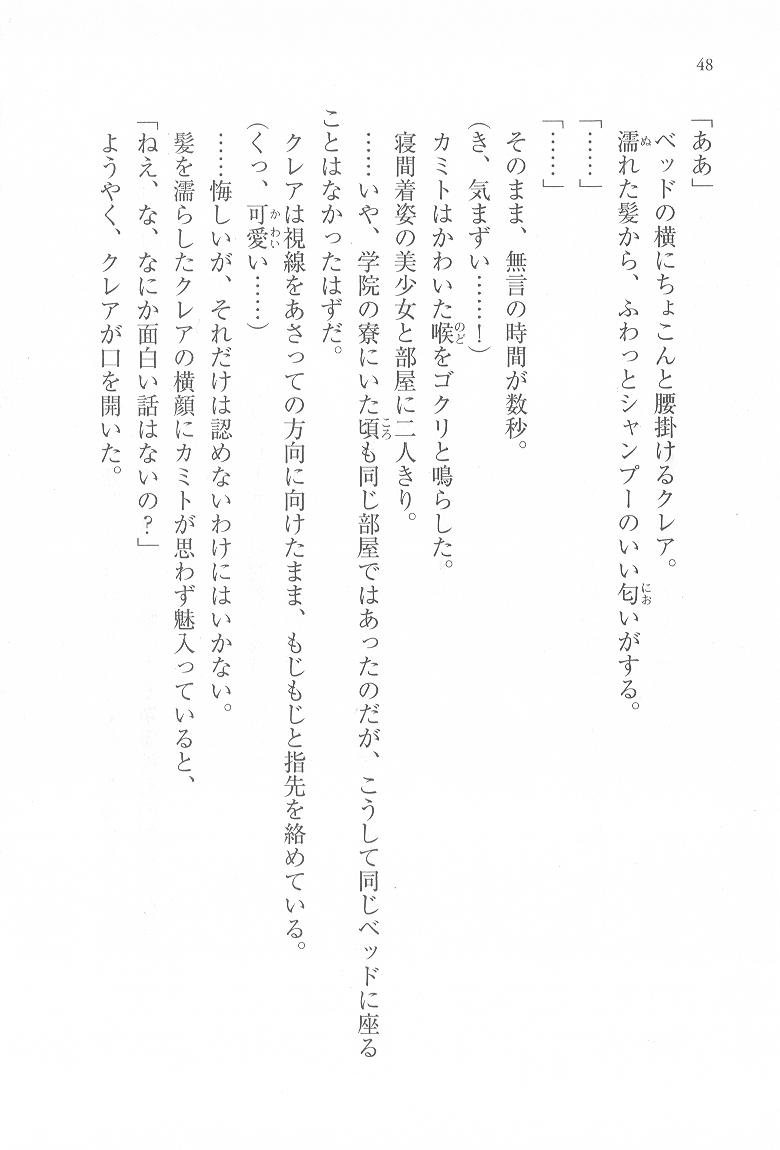 48
「ああ」
ベッドの横にちょこんと腰掛けるクレア。
濡れた髪から、ふわっとシャンプーのいい匂いがする。
「……」
「……」
そのまま、無言の時間が数秒。
(き、気まずい……!)
カミトはかわいた喉をゴクリと鳴らした。
寝間着姿の美少女と部屋に二人きり。
……いや、学院の寮にいた頃も同じ部屋ではあったのだが、こうして同じベッドに座る
ことはなかったはずだ。
クレアは視線をあさっての方向に向けたまま、もじもじと指先を絡めている。
(くっ、可愛い……)
……悔しいが、それだけは認めないわけにはいかない。
髪を濡らしたクレアの横顔にカミトが思わず魅入っていると、
「ねえ、な、なにか面白い話はないの?」
ようやく、クレアが口を開いた。